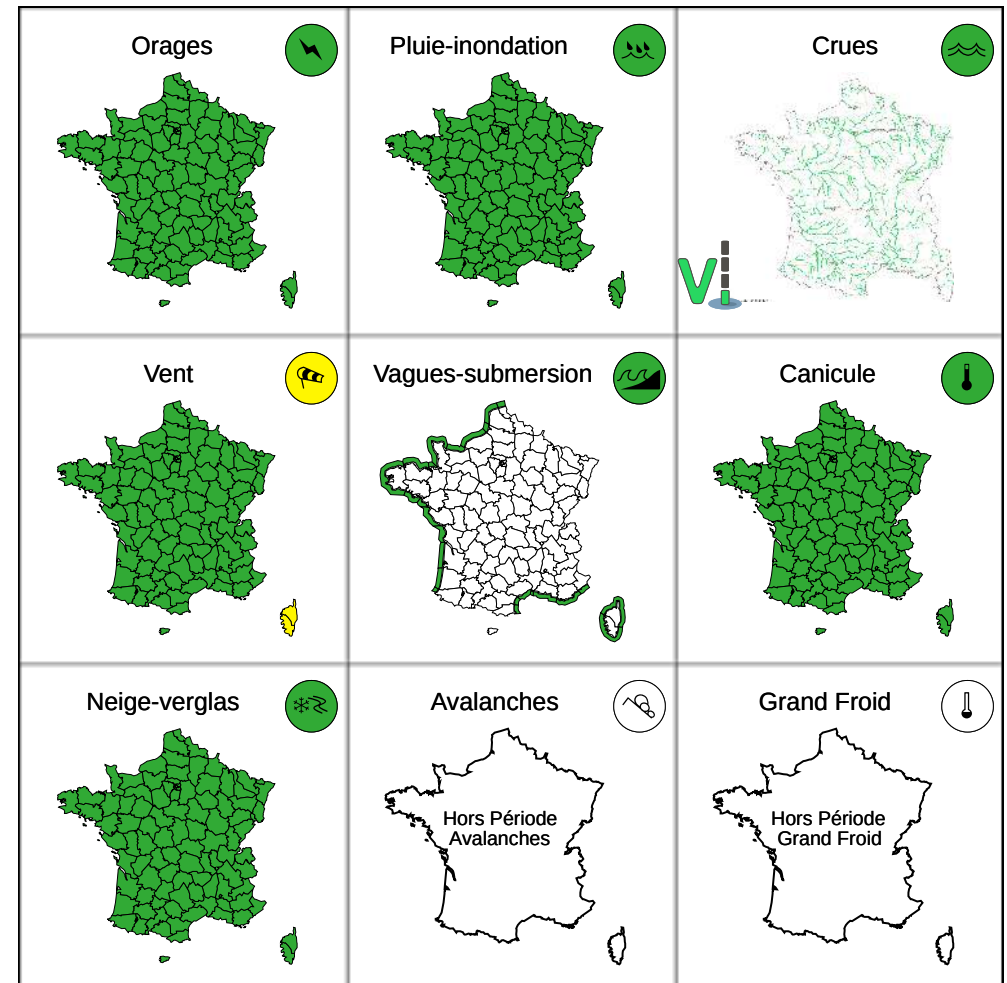 Orages
Pluie-inondation
Crues
Vent
Vagues-submersion
Canicule
Neige-verglas
Avalanches
Grand Froid
Hors Période
Avalanches
Hors Période
Grand Froid